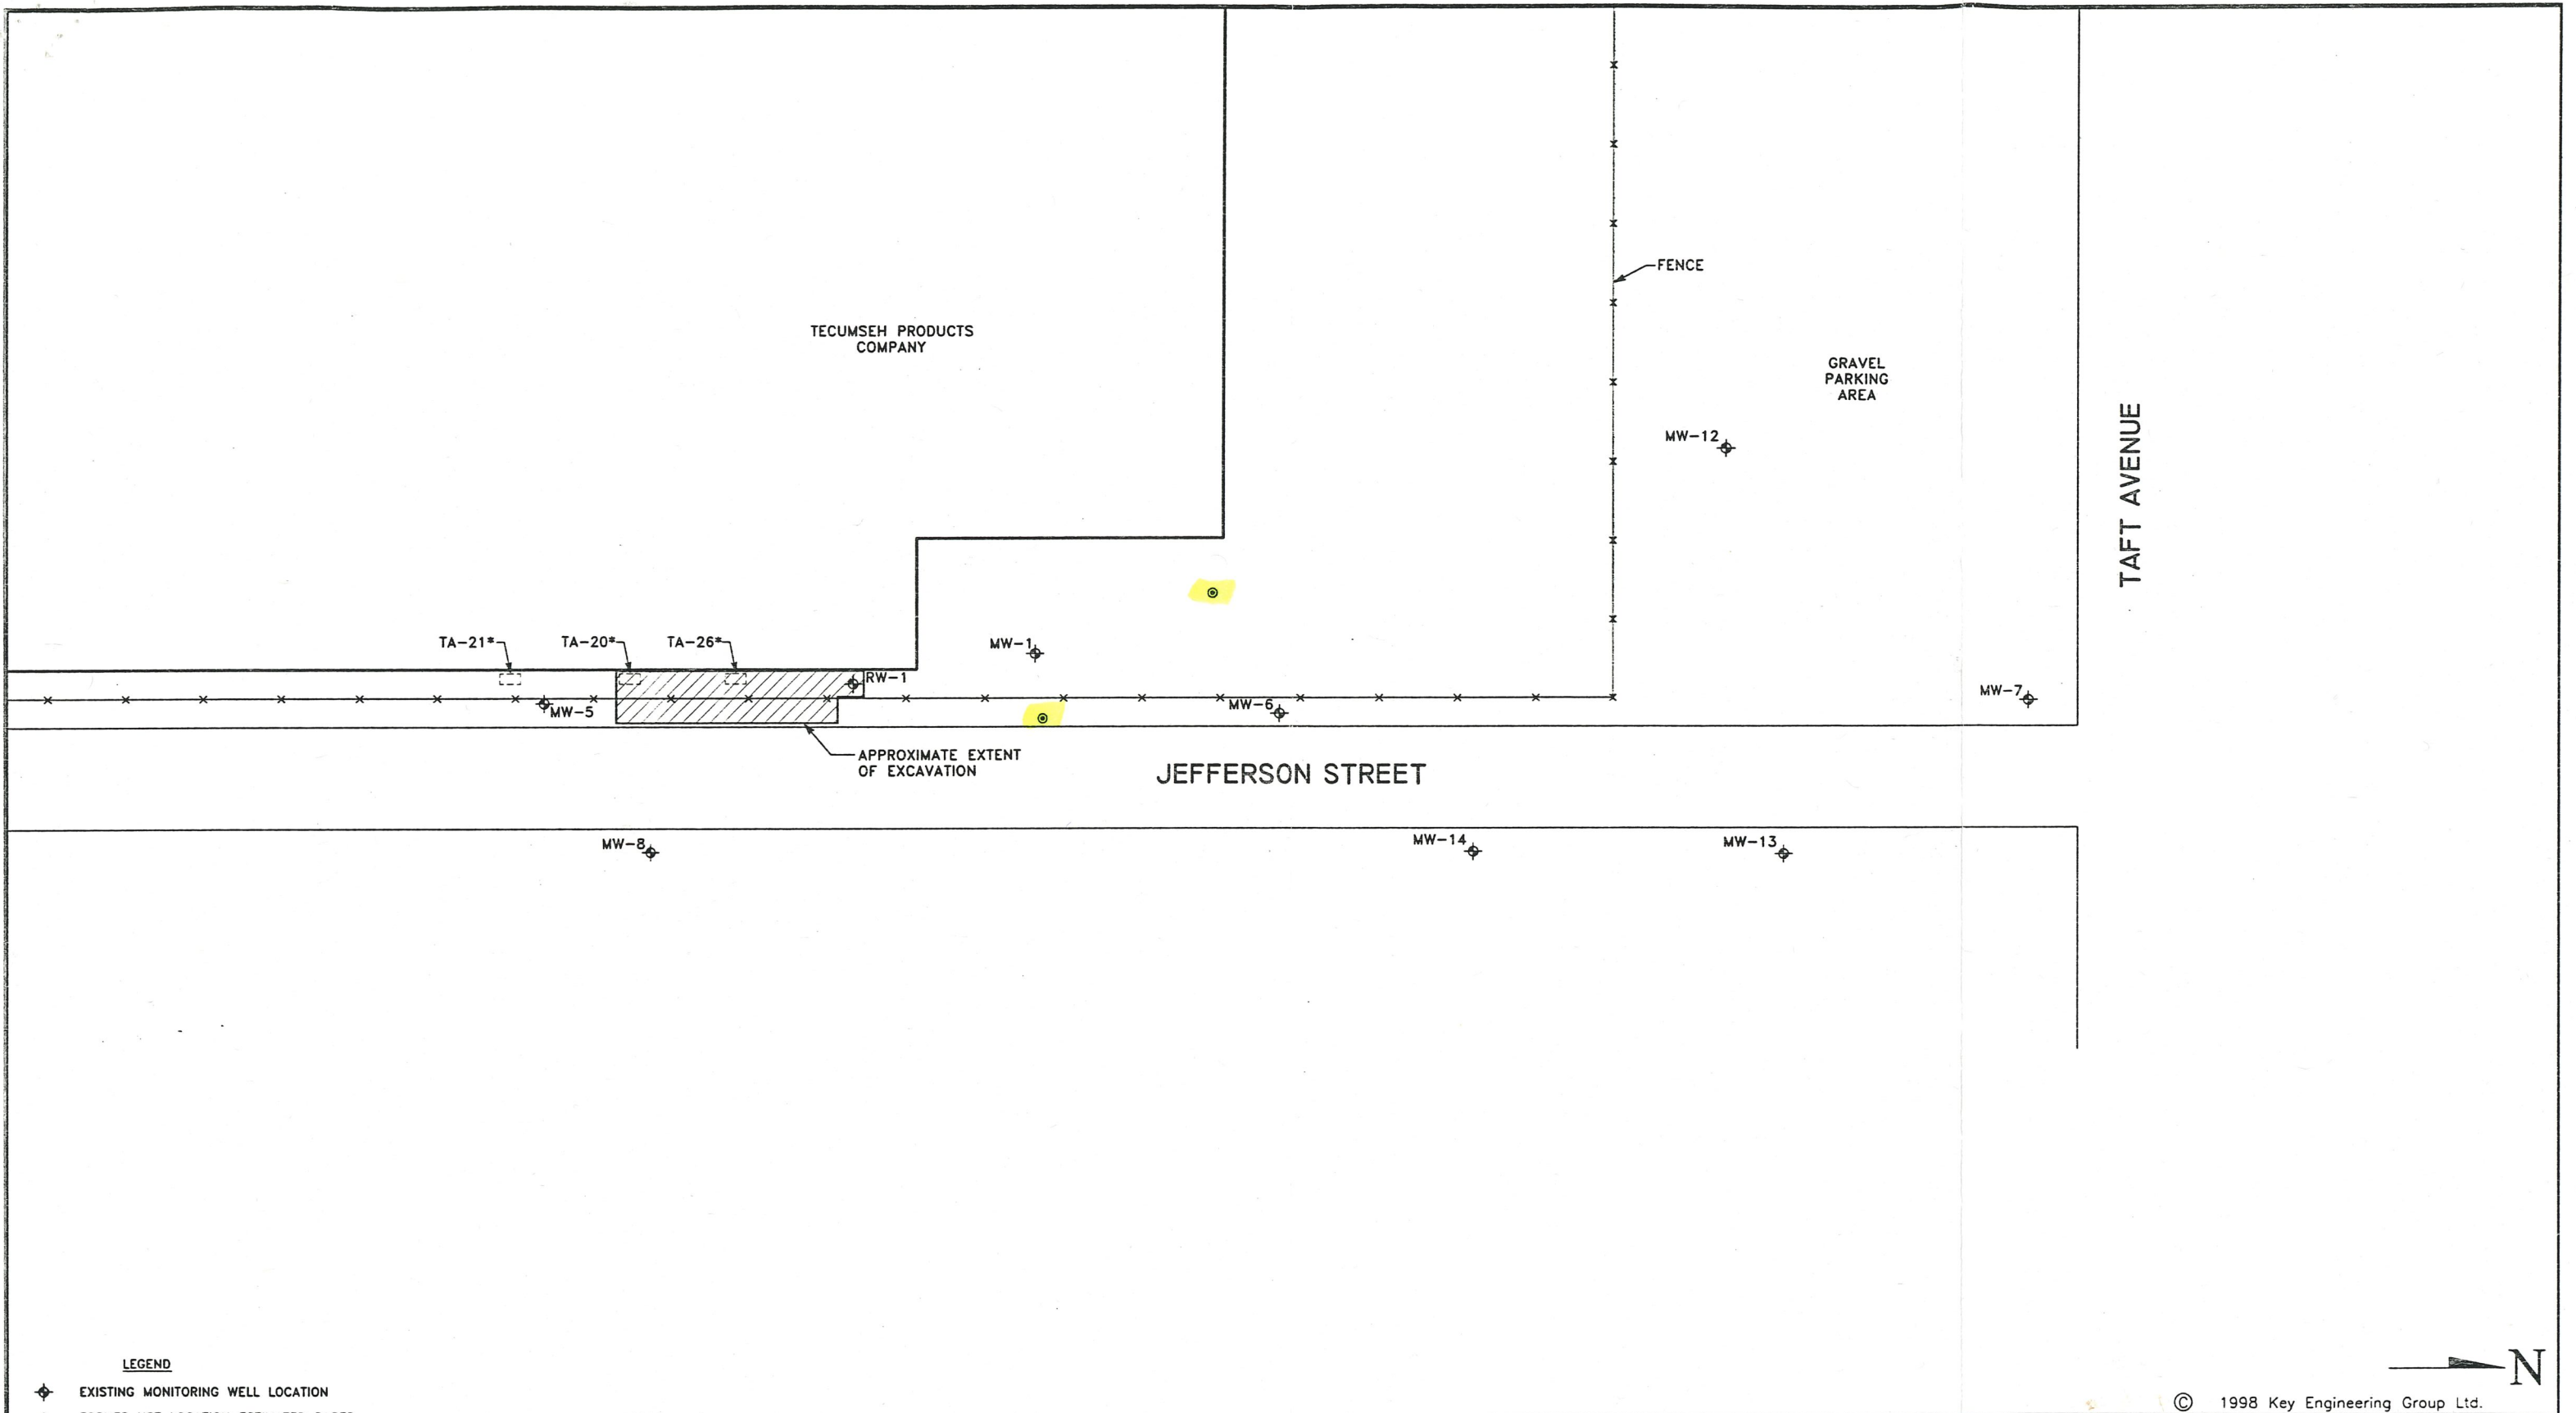 FENCE
TECUMSEH PRODUCTS
COMPANY
GRAVEL
PARKING
AREA
TAFT AVENUE
MW-12
TA-21*
TA-20*
TA-26*
MW-1
RW-1
MW-5
MW-6
MW-7
APPROXIMATE EXTENT
OF EXCAVATION
JEFFERSON STREET
MW-8
MW-14
MW-13
LEGEND
EXISTING MONITORING WELL LOCATION
N
© 1998 Key Engineering Group Ltd.